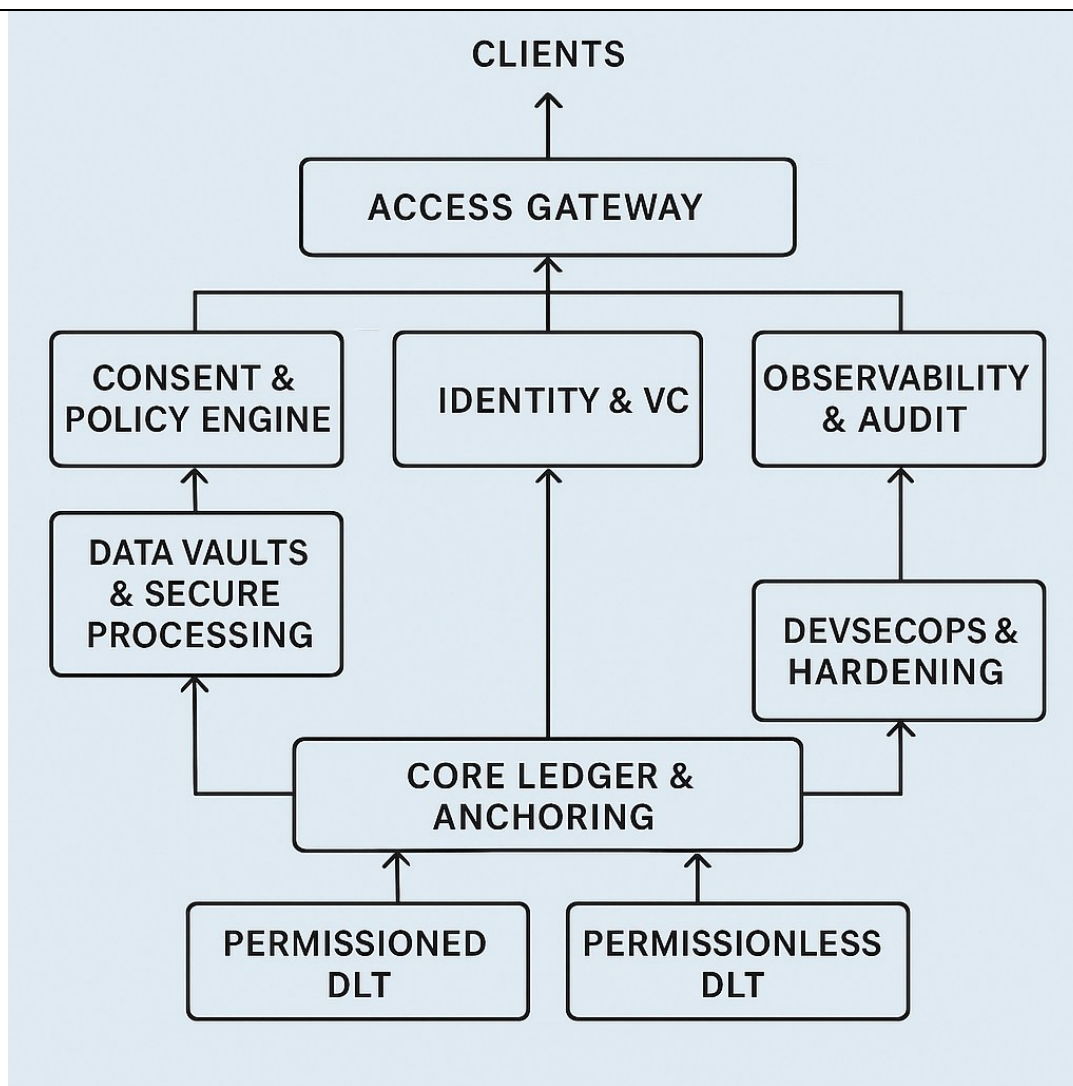 CLIENTS
ACCESS GATEWAY
CONSENT &
POLICY ENGINE
IDENTITY & VC
OBSERVABILITY
& AUDIT
DATA VAULTS
& SECURE
PROCESSING
DEVSECOPS &
HARDENING
CORE LEDGER &
ANCHORING
PERMISSIONED
DLT
PERMISSIONLESS
DLT